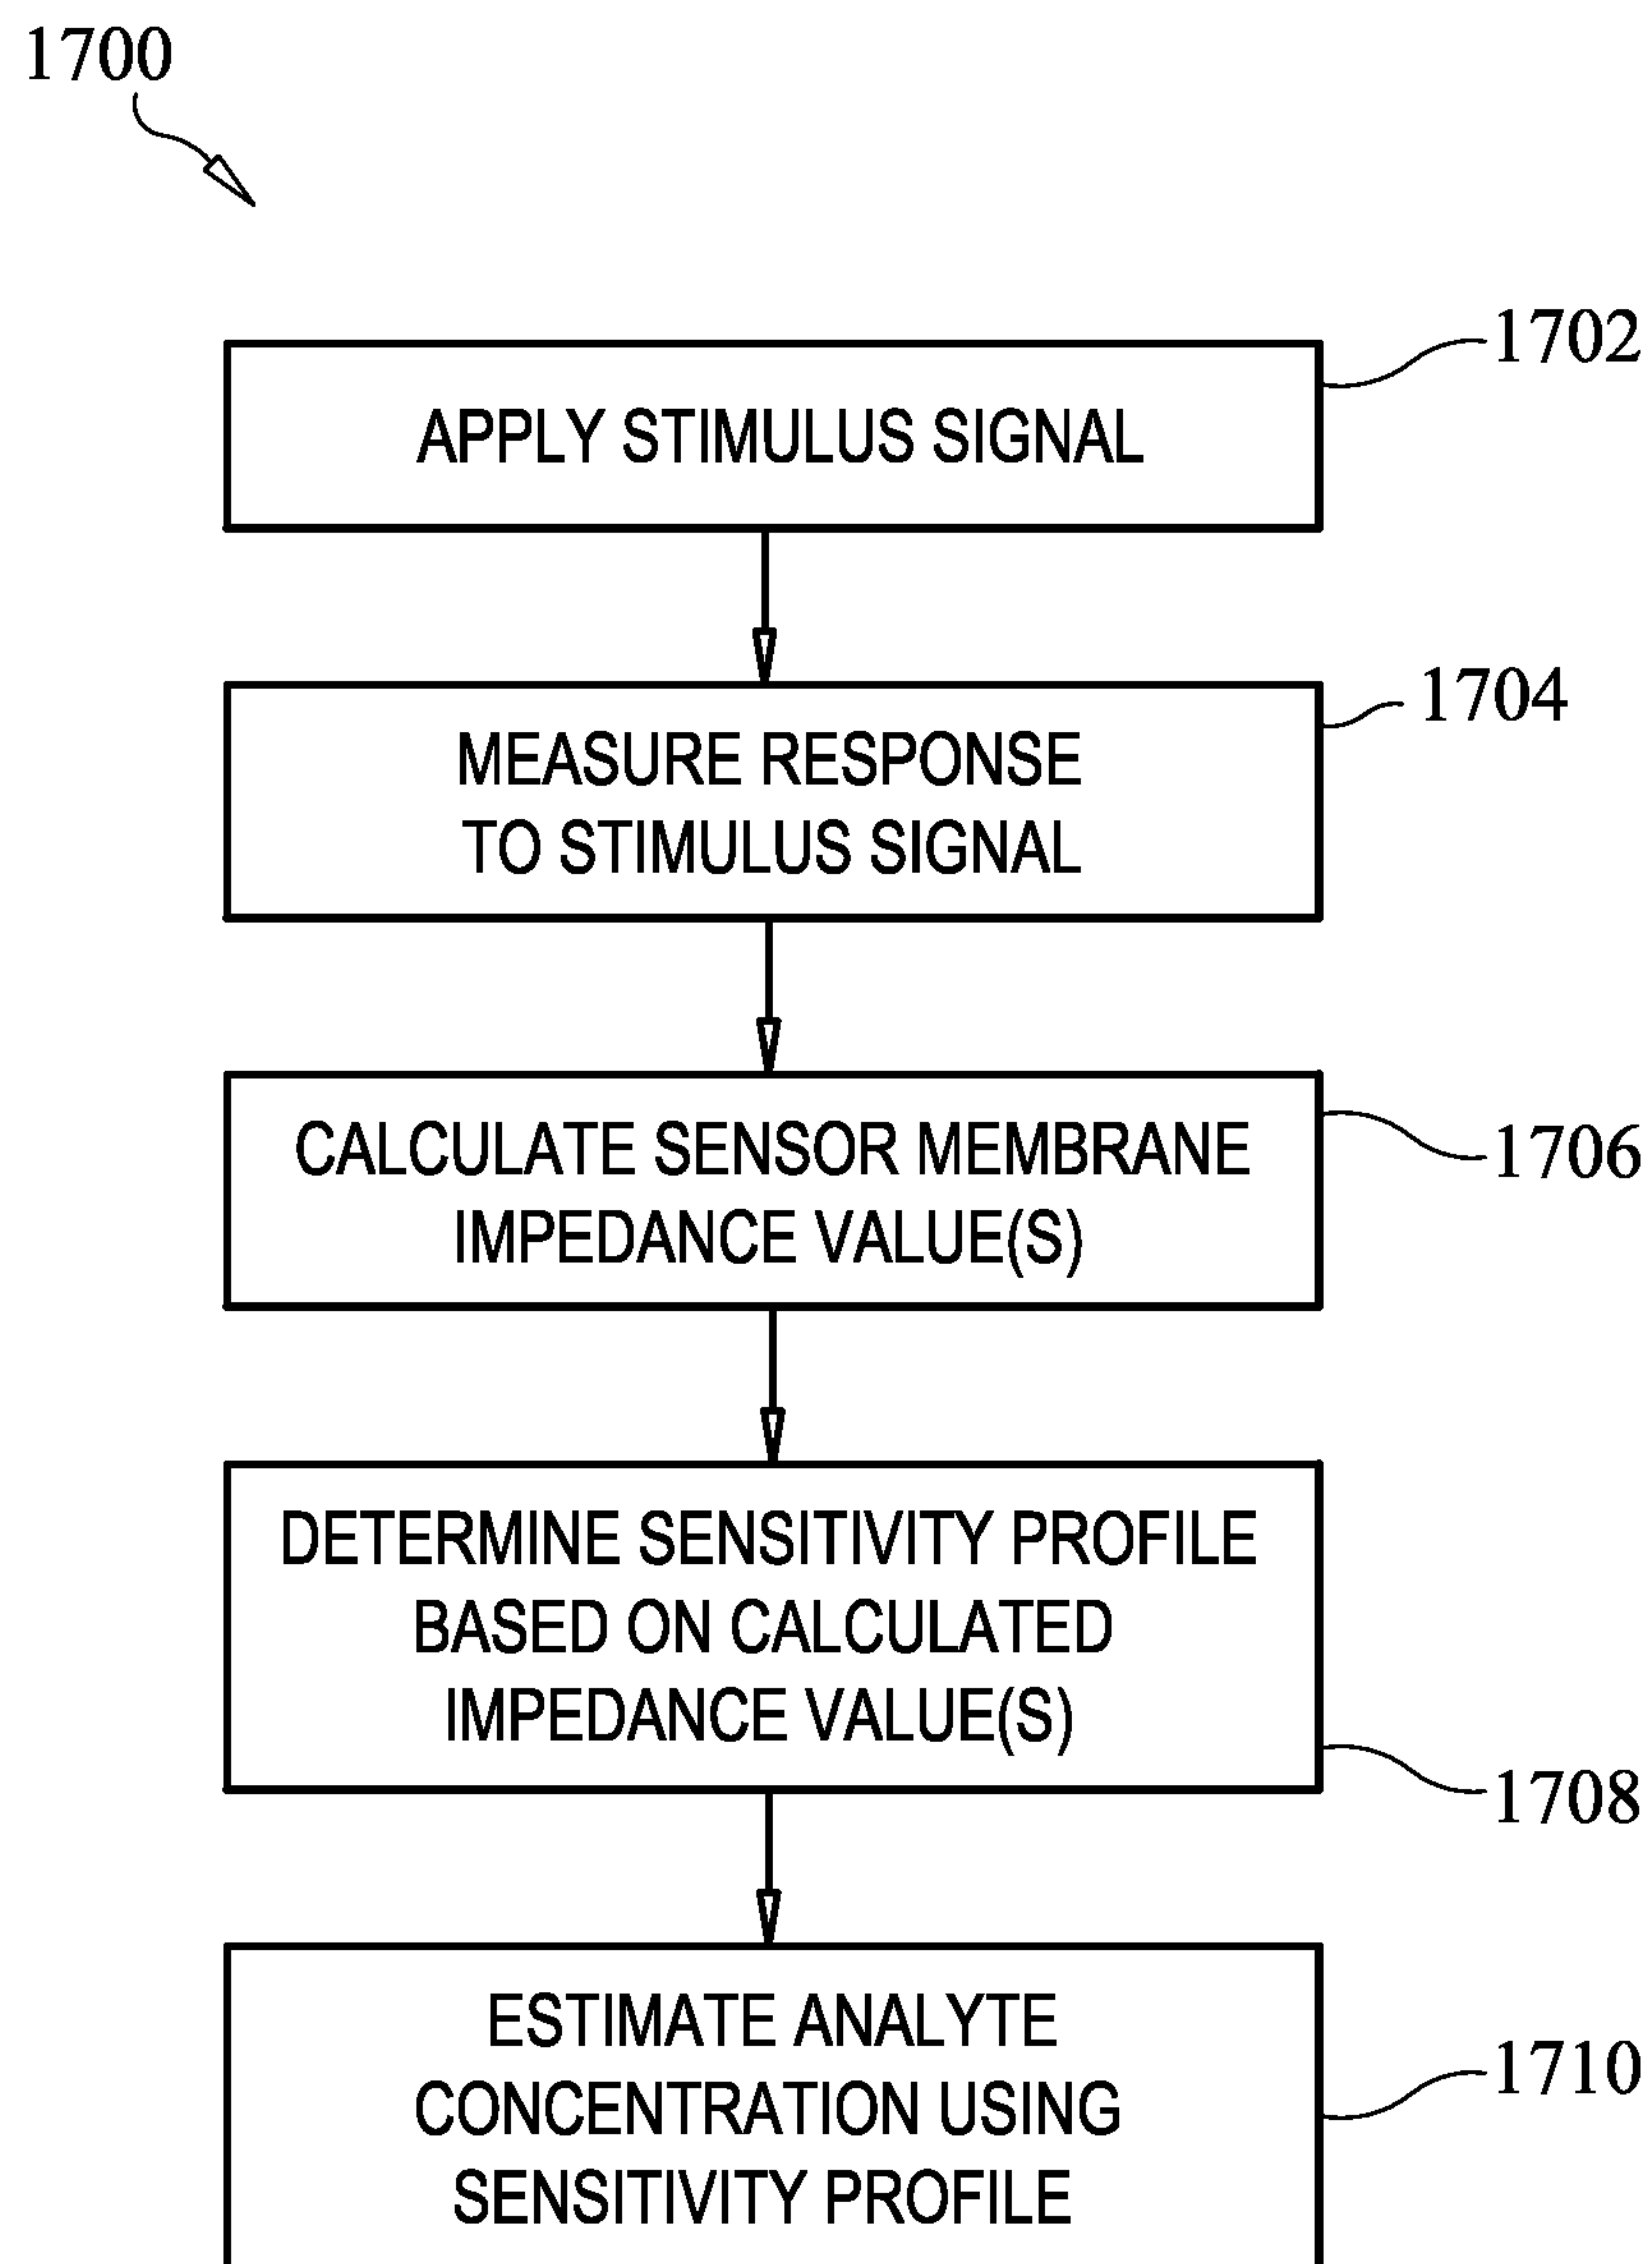 1700
1702
APPLY STIMULUS SIGNAL
1704
MEASURE RESPONSE
TO STIMULUS SIGNAL
CALCULATE SENSOR MEMBRANE
IMPEDANCE VALUE(S)
1706
DETERMINE SENSITIVITY PROFILE
BASED ON CALCULATED
IMPEDANCE VALUE(S)
1708
ESTIMATE ANALYTE
CONCENTRATION USING
SENSITIVITY PROFILE
1710